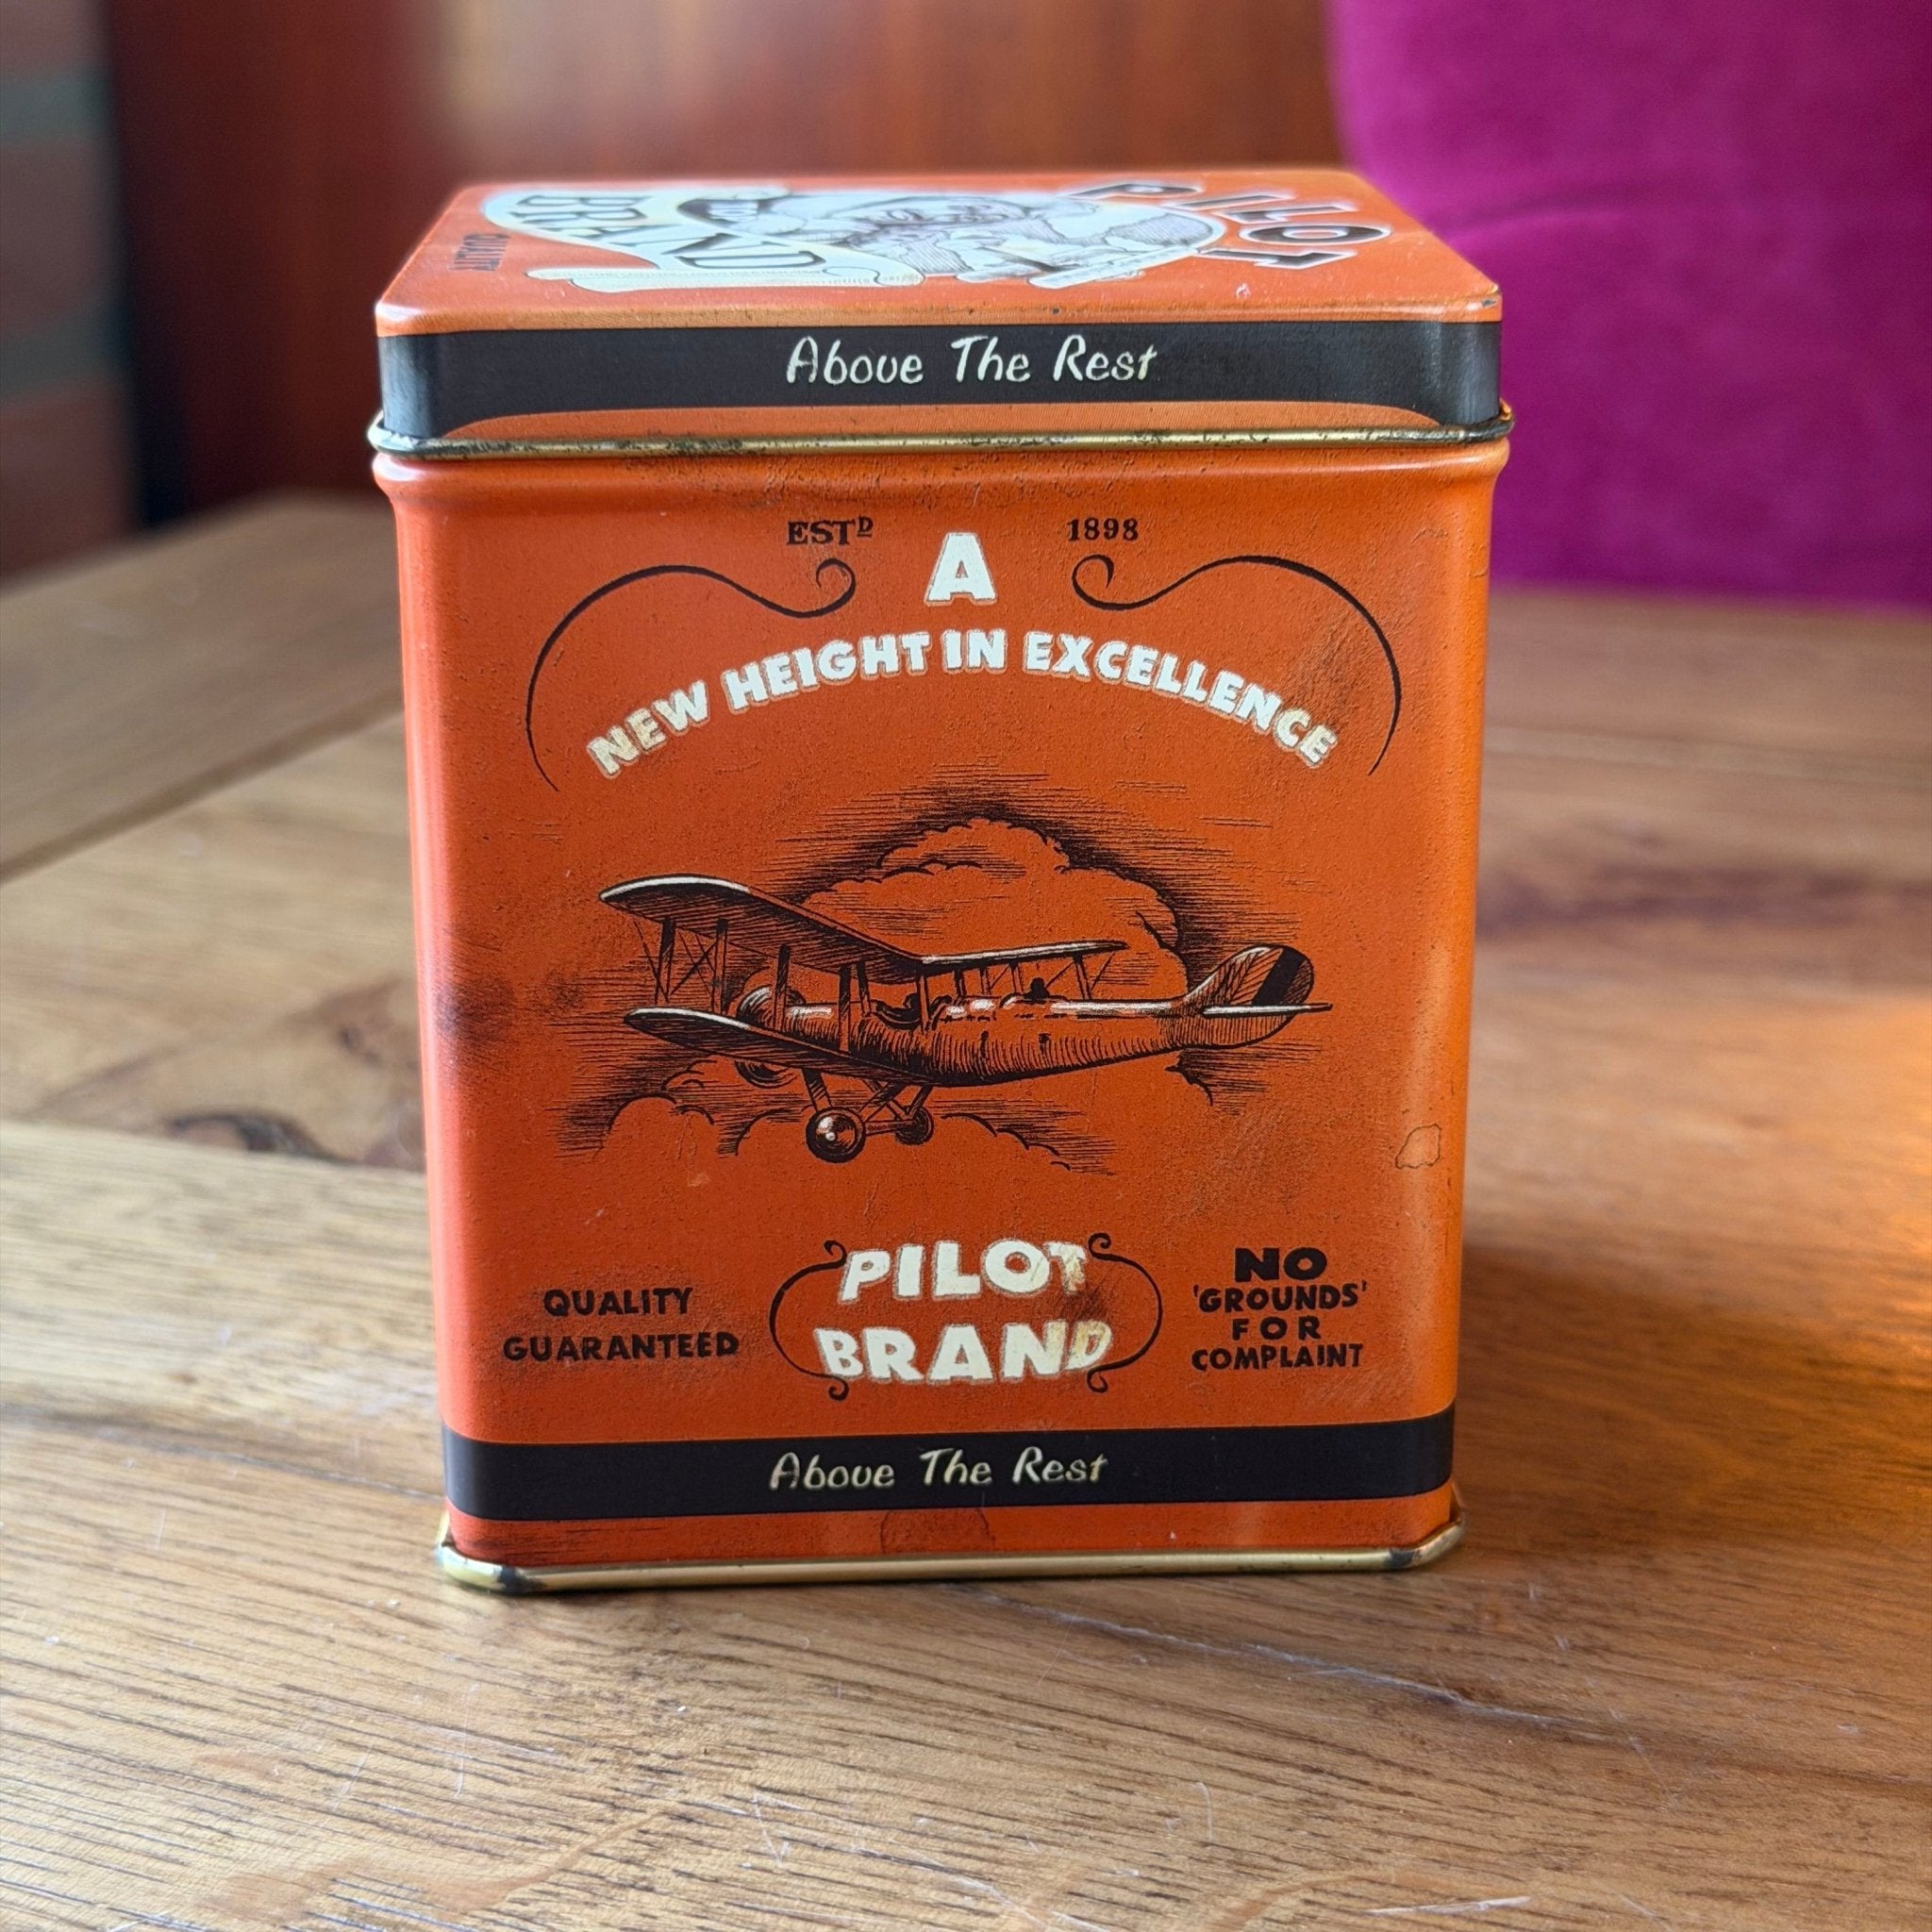 PILOT
BRAND
QUALITY
Above The Rest
ESTD 1898
A
NEW HEIGHT IN EXCELLENCE
PILOT
BRAND
QUALITY
GUARANTEED
NO
'GROUNDS'
FOR
COMPLAINT
Above The Rest